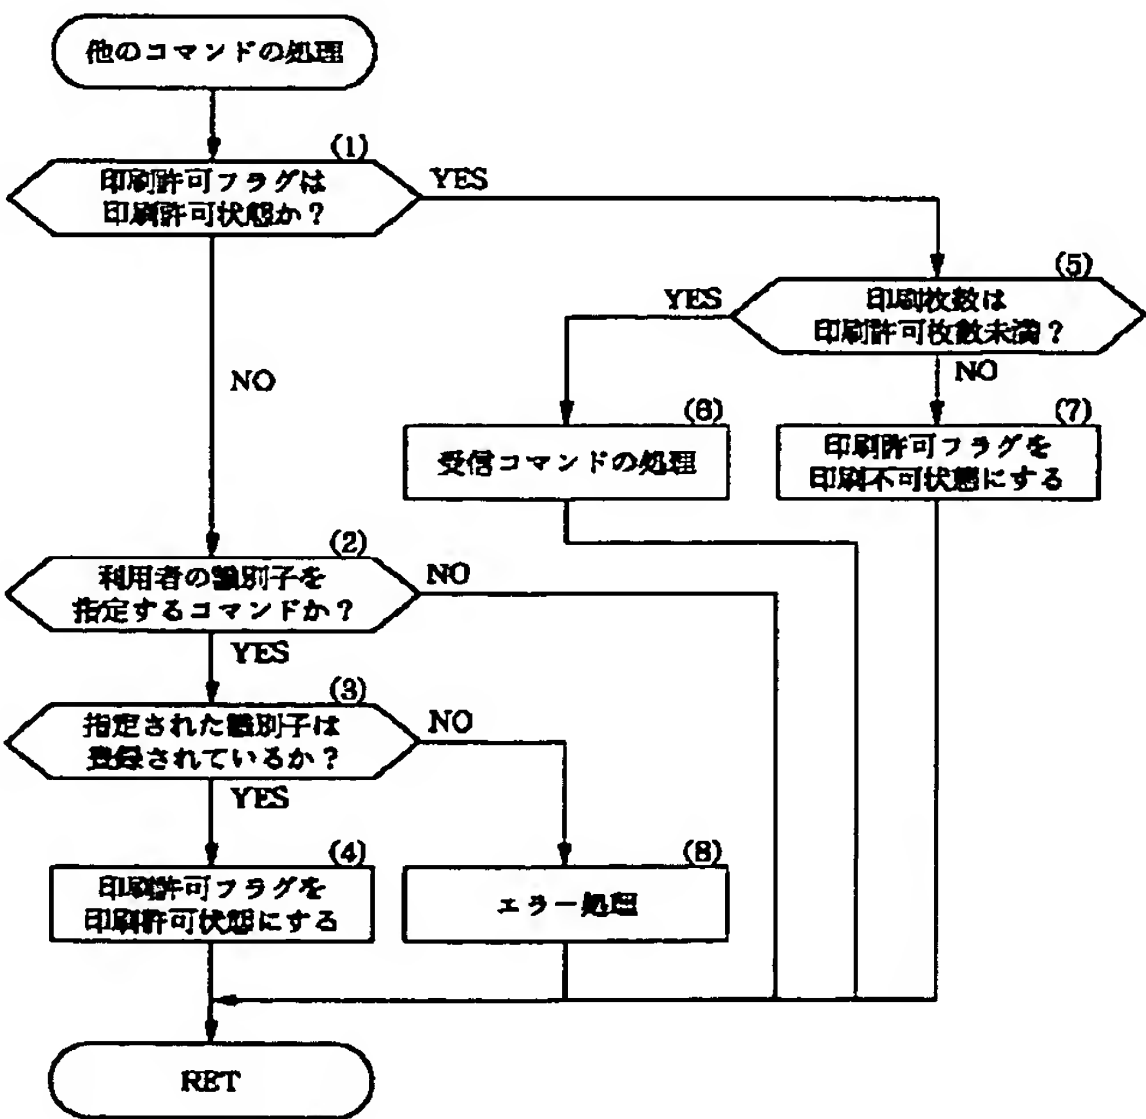 他のコマンドの処理
(1)
印刷許可フラグは
印刷許可状態か？
YES
(5)
印刷枚数は
印刷許可枚数未満？
YES
NO
NO
(6)
受信コマンドの処理
(7)
印刷許可フラグを
印刷不可状態にする
(2)
利用者の識別子を
指定するコマンドか？
NO
YES
(3)
指定された識別子は
登録されているか？
NO
YES
(4)
印刷許可フラグを
印刷許可状態にする
(8)
エラー処理
RET